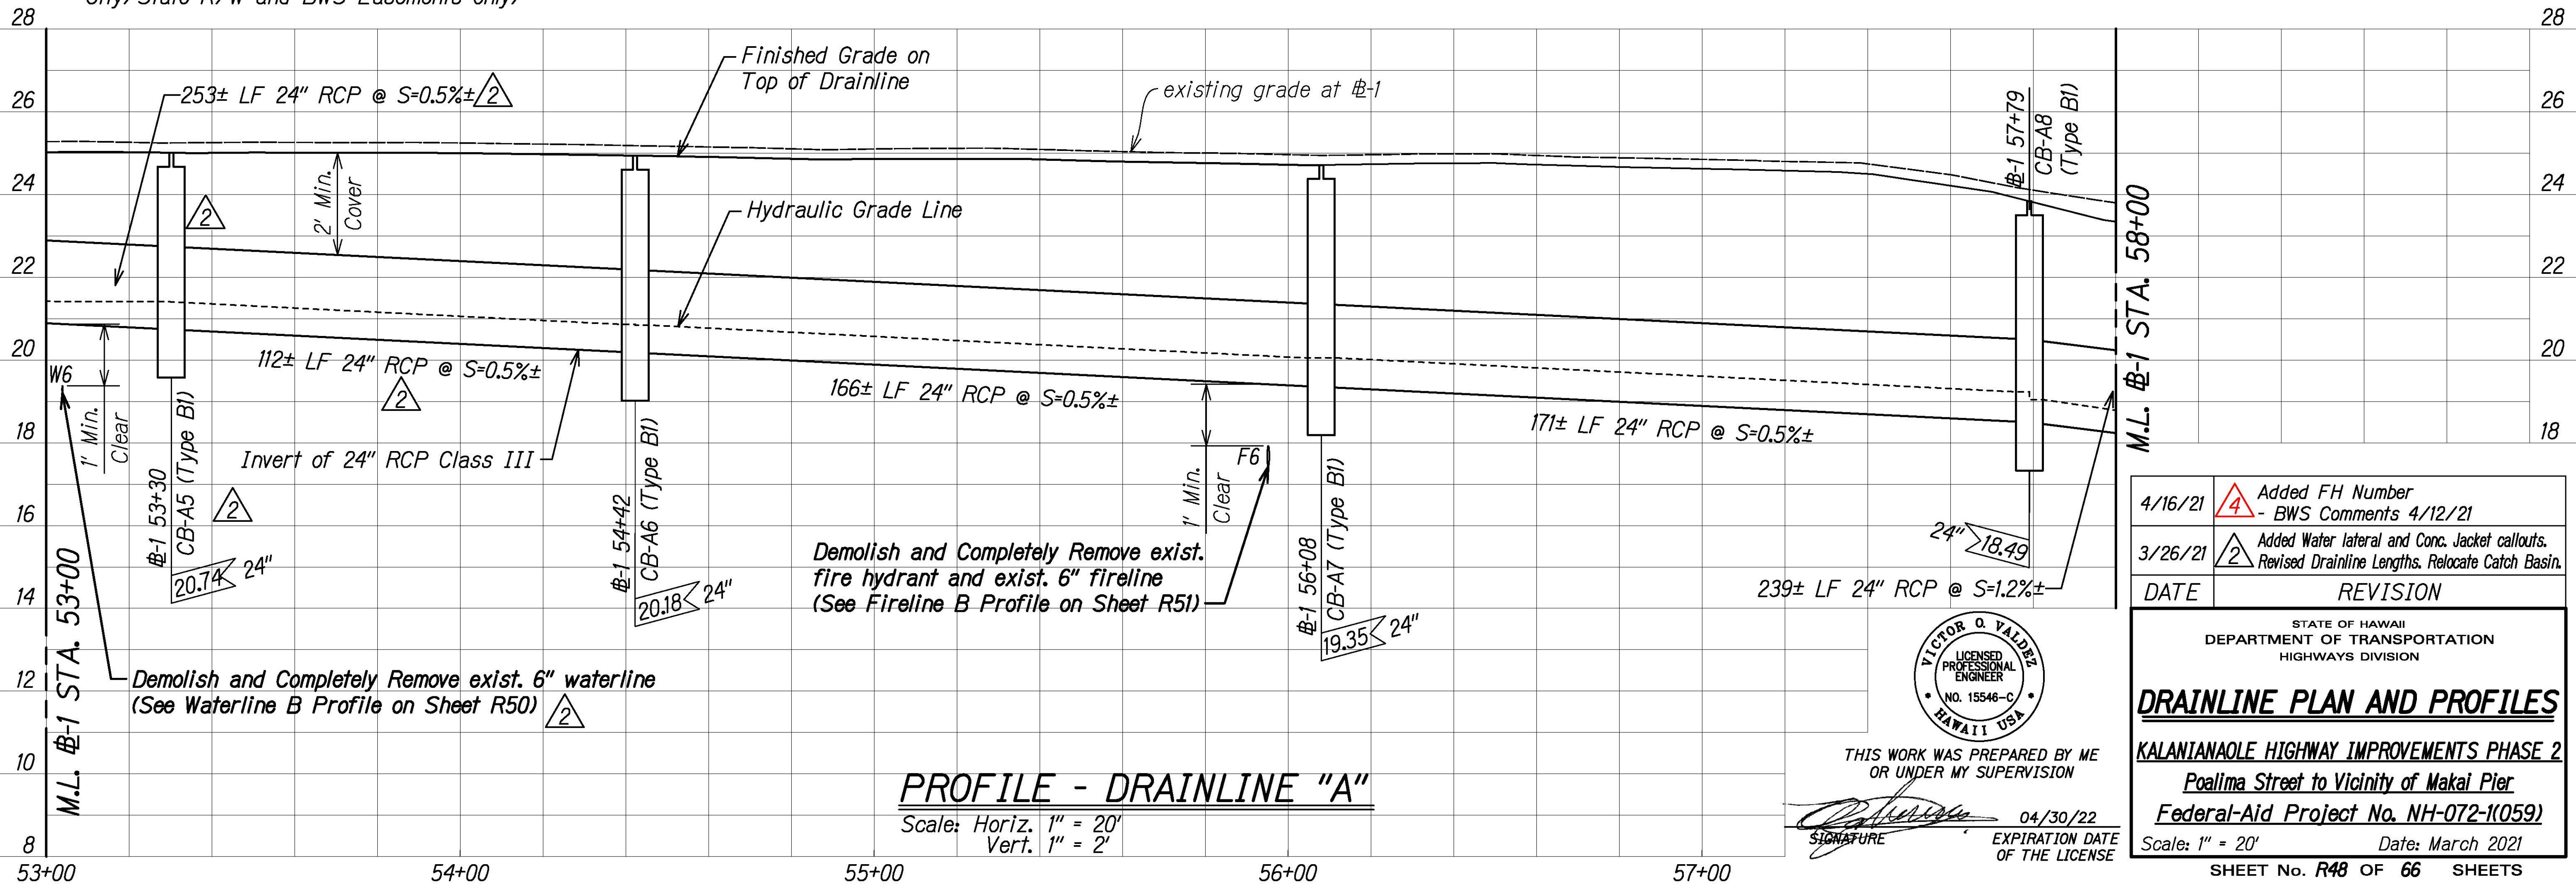 28
26
24
22
20
18
16
14
12
10
8
28
26
24
22
20
18
Finished Grade on
Top of Drainline
253± LF 24" RCP @ S=0.5%± 2
existing grade at B-1
B-1 57+79
CB-A8
(Type B1)
2
2' Min.
Cover
Hydraulic Grade Line
W6
1' Min.
Clear
112± LF 24" RCP @ S=0.5%±
2
166± LF 24" RCP @ S=0.5%±
171± LF 24" RCP @ S=0.5%±
Invert of 24" RCP Class III
B-1 53+30
CB-A5 (Type B1)
2
20.74 24"
B-1 54+42
CB-A6 (Type B1)
20.18 24"
F6
1' Min.
Clear
B-1 56+08
CB-A7 (Type B1)
19.35 24"
24" 18.49
239± LF 24" RCP @ S=1.2%±
Demolish and Completely Remove exist.
fire hydrant and exist. 6" fireline
(See Fireline B Profile on Sheet R51)
Demolish and Completely Remove exist. 6" waterline
(See Waterline B Profile on Sheet R50) 2
M.L. B-1 STA. 53+00
M.L. B-1 STA. 58+00
PROFILE - DRAINLINE "A"
Scale: Horiz. 1" = 20'
Vert. 1" = 2'
53+00
54+00
55+00
56+00
57+00
VICTOR O. VALDEZ
LICENSED
PROFESSIONAL
ENGINEER
NO. 15546-C
HAWAII USA
THIS WORK WAS PREPARED BY ME
OR UNDER MY SUPERVISION
04/30/22
SIGNATURE
EXPIRATION DATE
OF THE LICENSE
4/16/21 4 Added FH Number
- BWS Comments 4/12/21
3/26/21 2 Added Water lateral and Conc. Jacket callouts.
Revised Drainline Lengths. Relocate Catch Basin.
DATE REVISION
STATE OF HAWAII
DEPARTMENT OF TRANSPORTATION
HIGHWAYS DIVISION
DRAINLINE PLAN AND PROFILES
KALANIANAOLE HIGHWAY IMPROVEMENTS PHASE 2
Poalima Street to Vicinity of Makai Pier
Federal-Aid Project No. NH-072-1(059)
Scale: 1" = 20' Date: March 2021
SHEET No. R48 OF 66 SHEETS